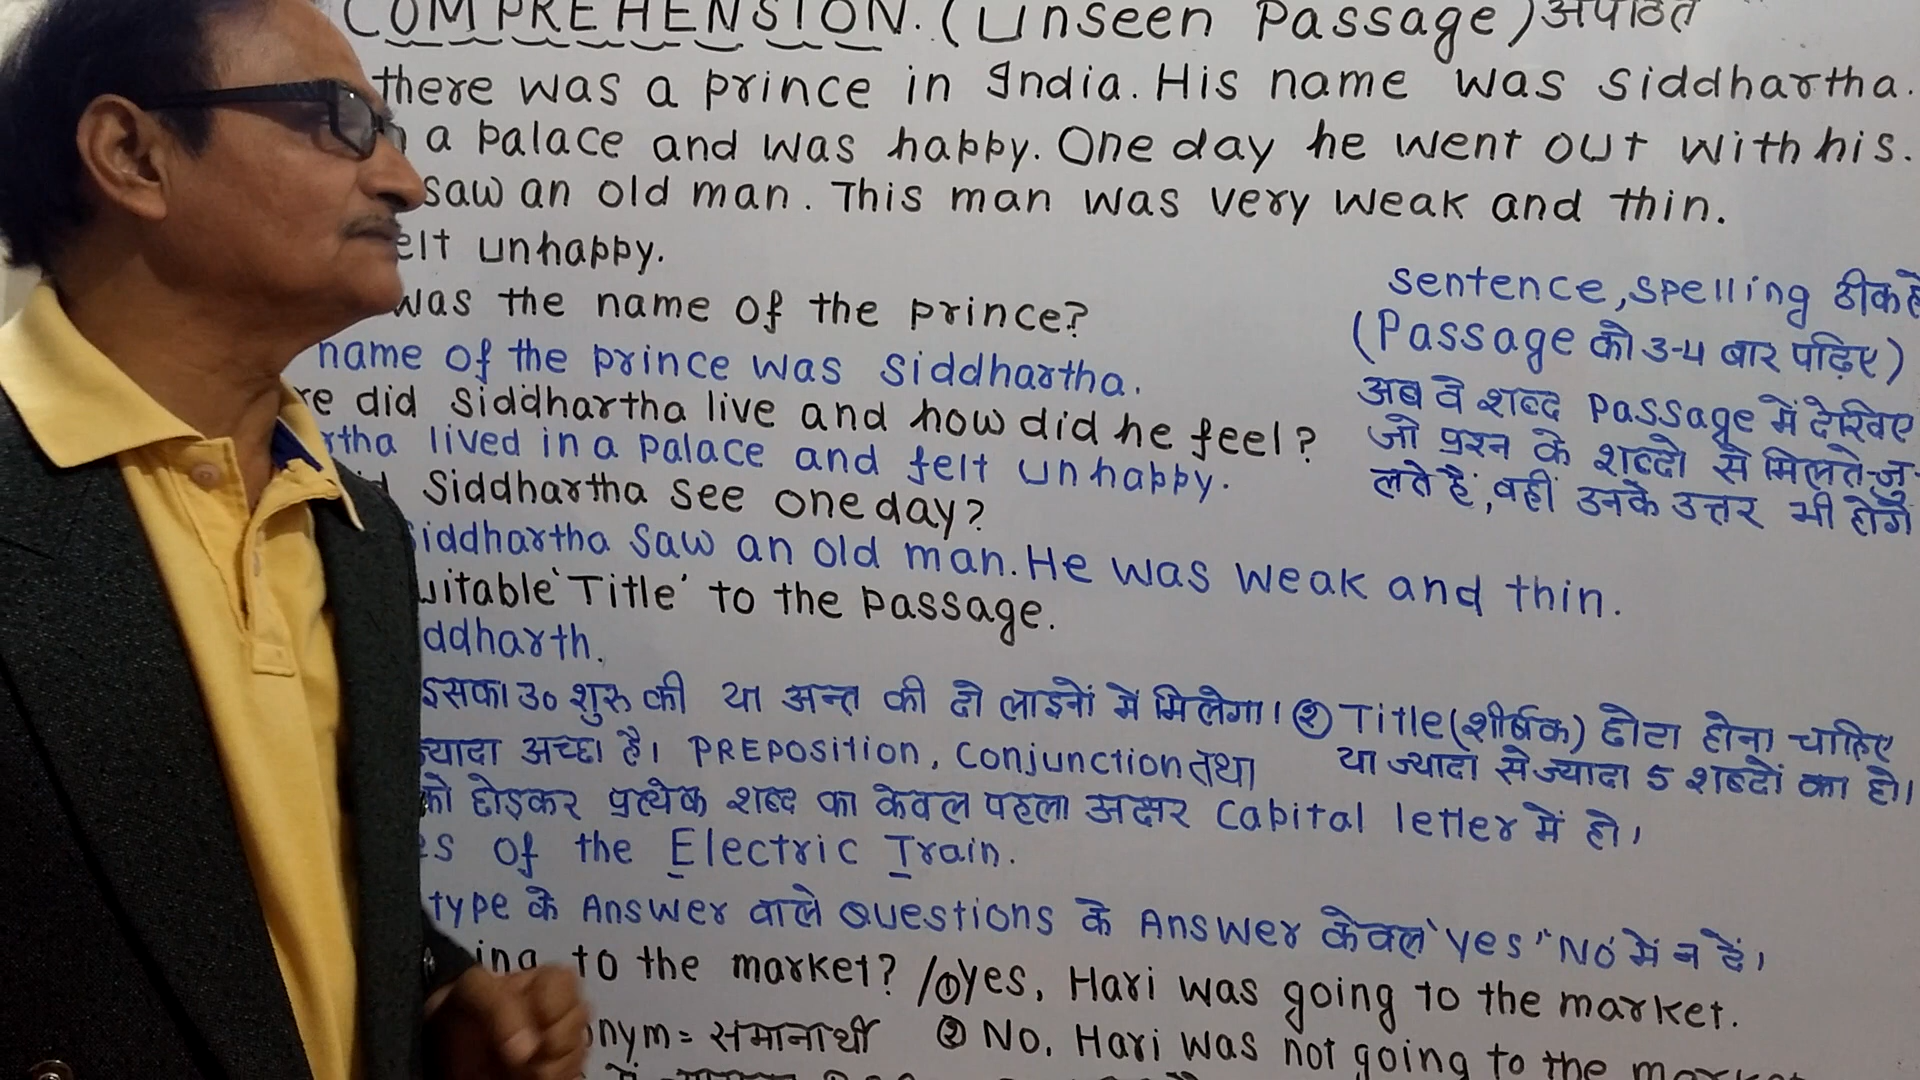 COMPREHENSION. (Unseen Passage) अपठित
there was a prince in India. His name was Siddhartha.
a palace and was happy. One day he went out with his.
saw an old man. This man was very weak and thin.
elt unhappy.
was the name of the prince?
name of the prince was Siddhartha.
re did Siddhartha live and how did he feel?
rtha lived in a palace and felt unhappy.
d Siddhartha see one day?
Siddhartha saw an old man. He was weak and thin.
uitable 'Title' to the passage.
ddharth.
sentence, spelling ठीक है
(Passage को 3-4 बार पढ़िए)
अब वे शब्द passage में देखिए
जो प्रश्न के शब्दों से मिलते-जु-
लते हैं, वहीं उनके उत्तर भी होंगे
इसका उ० शुरू की या अन्त की दो लाइनों में मिलेगा। (२) Title (शीर्षक) छोटा होना चाहिए
ज्यादा अच्छा है। PREPOSITION, Conjunction तथा या ज्यादा से ज्यादा 5 शब्दों का हो।
को छोड़कर प्रत्येक शब्द का केवल पहला अक्षर Capital letter में हो।
es of the Electric Train.
type के Answer वाले Questions के Answer केवल 'yes' 'No' में न दें।
ing to the market? / ① yes, Hari was going to the market.
onym = समानार्थी ② No, Hari was not going to the market